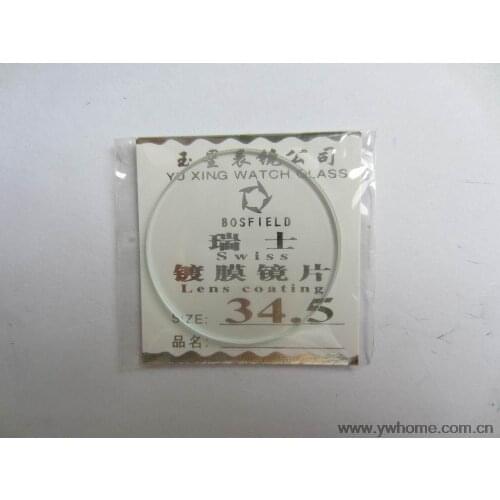 玉星表镜公司
YU XING WATCH GLASS
BOSFIELD
瑞士
Swiss
镀膜镜片
Lens coating
SIZE: 34.5
品名:
www.ywhome.com.cn